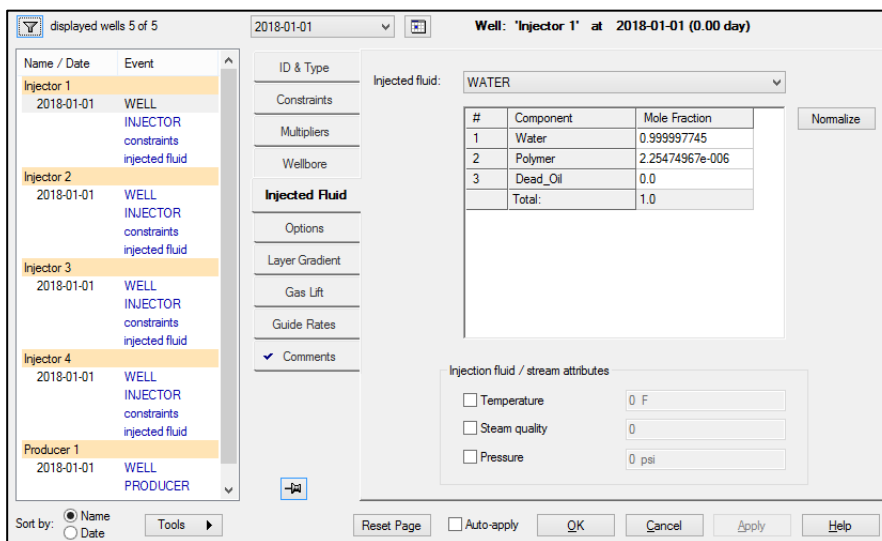 displayed wells 5 of 5
2018-01-01
Well: 'Injector 1' at 2018-01-01 (0.00 day)
Name / Date Event
Injector 1
2018-01-01 WELL
INJECTOR
constraints
injected fluid
Injector 2
2018-01-01 WELL
INJECTOR
constraints
injected fluid
Injector 3
2018-01-01 WELL
INJECTOR
constraints
injected fluid
Injector 4
2018-01-01 WELL
INJECTOR
constraints
injected fluid
Producer 1
2018-01-01 WELL
PRODUCER
Sort by: Name
Date
Tools
ID & Type
Constraints
Multipliers
Wellbore
Injected Fluid
Options
Layer Gradient
Gas Lift
Guide Rates
Comments
Injected fluid: WATER
# Component Mole Fraction
1 Water 0.999997745
2 Polymer 2.25474967e-006
3 Dead_Oil 0.0
Total: 1.0
Normalize
Injection fluid / stream attributes
Temperature 0 F
Steam quality 0
Pressure 0 psi
Reset Page Auto-apply OK Cancel Apply Help